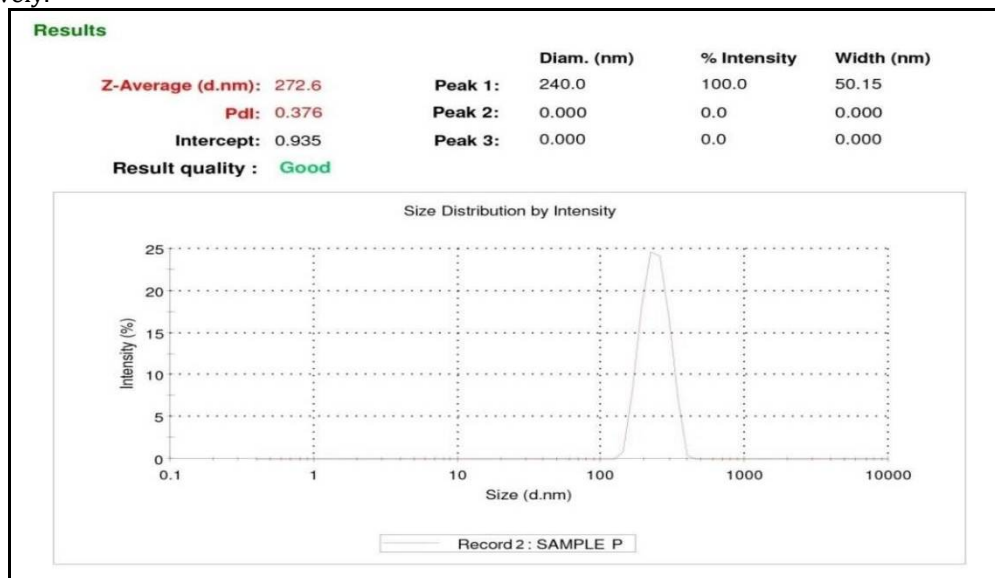 vely.
Results
Diam. (nm) % Intensity Width (nm)
Z-Average (d.nm): 272.6 Peak 1: 240.0 100.0 50.15
PdI: 0.376 Peak 2: 0.000 0.0 0.000
Intercept: 0.935 Peak 3: 0.000 0.0 0.000
Result quality : Good
Size Distribution by Intensity
25
20
15
10
5
0
Intensity (%)
0.1 1 10 100 1000 10000
Size (d.nm)
Record 2 : SAMPLE P